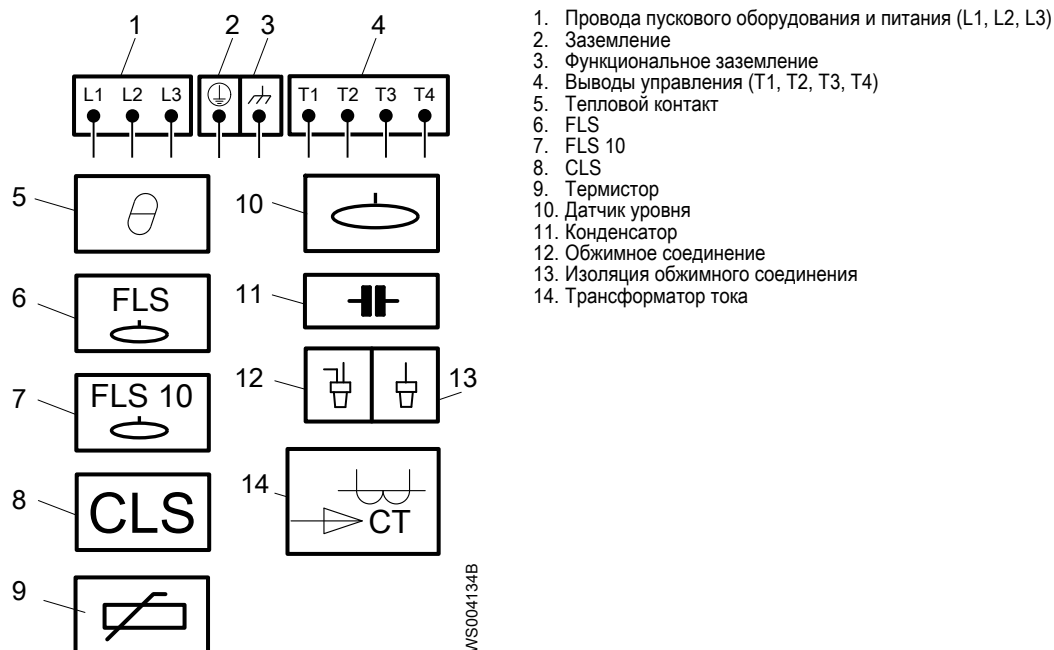 1 2 3 4
L1 L2 L3 T1 T2 T3 T4
5
10
6 FLS
11
7 FLS 10
12 13
8 CLS
14 CT
9
WS004134B
1. Провода пускового оборудования и питания (L1, L2, L3)
2. Заземление
3. Функциональное заземление
4. Выводы управления (T1, T2, T3, T4)
5. Тепловой контакт
6. FLS
7. FLS 10
8. CLS
9. Термистор
10. Датчик уровня
11. Конденсатор
12. Обжимное соединение
13. Изоляция обжимного соединения
14. Трансформатор тока